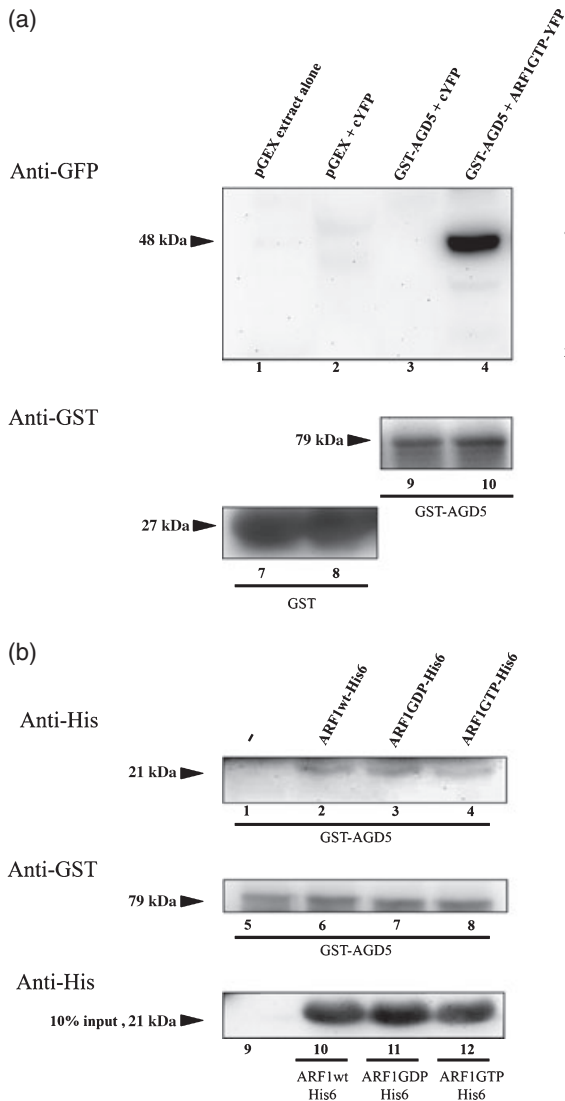 (a)
pGEX extract alone
pGEX + cYFP
GST-AGD5 + cYFP
GST-AGD5 + ARF1GTP-YFP
Anti-GFP
48 kDa
1 2 3 4
Anti-GST
79 kDa
9 10
GST-AGD5
27 kDa
7 8
GST
(b)
-
ARF1wt-His6
ARF1GDP-His6
ARF1GTP-His6
Anti-His
21 kDa
1 2 3 4
GST-AGD5
Anti-GST
79 kDa
5 6 7 8
GST-AGD5
Anti-His
10% input , 21 kDa
9 10 11 12
ARF1wt ARF1GDP ARF1GTP
His6 His6 His6